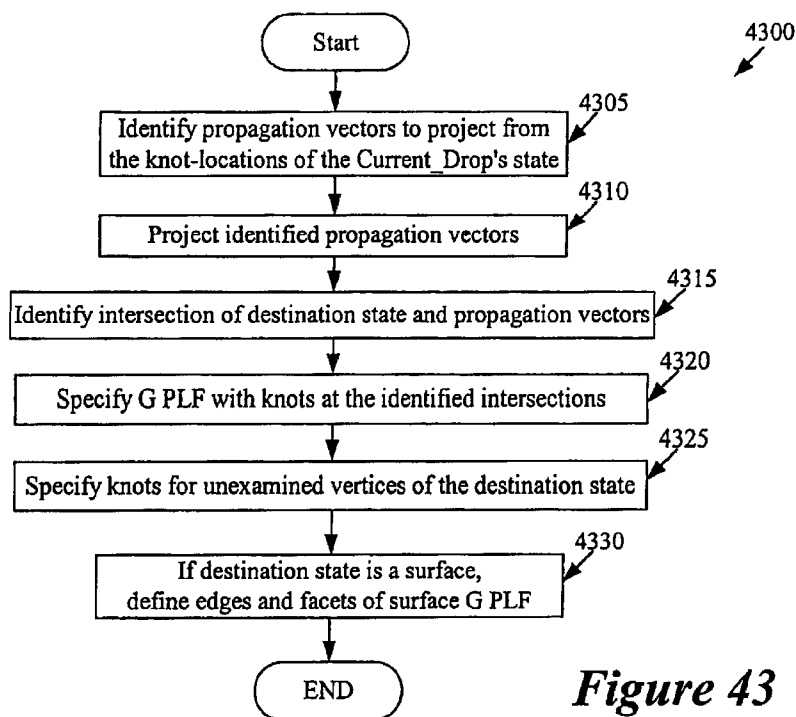 Start
4300
4305
Identify propagation vectors to project from
the knot-locations of the Current_Drop's state
4310
Project identified propagation vectors
4315
Identify intersection of destination state and propagation vectors
4320
Specify G PLF with knots at the identified intersections
4325
Specify knots for unexamined vertices of the destination state
4330
If destination state is a surface,
define edges and facets of surface G PLF
END
Figure 43